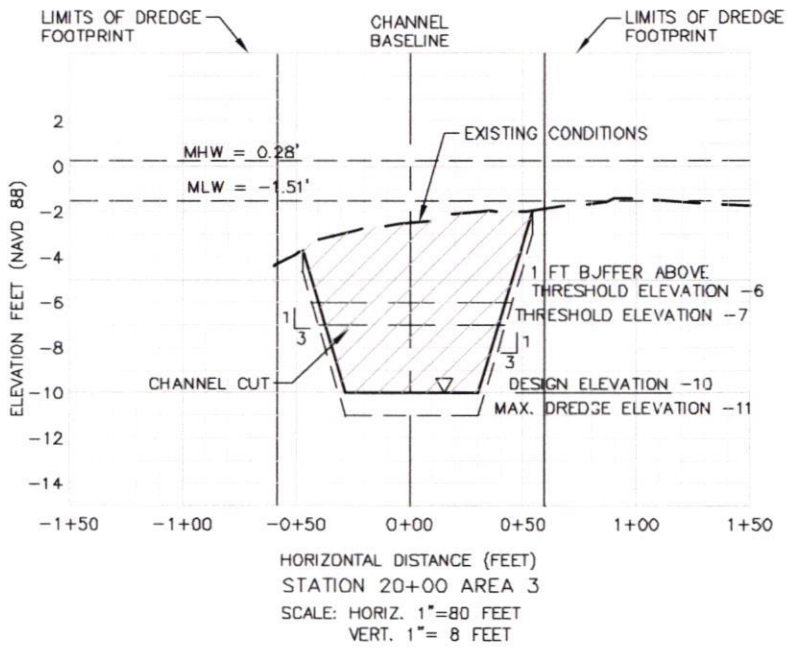 LIMITS OF DREDGE
FOOTPRINT
CHANNEL
BASELINE
LIMITS OF DREDGE
FOOTPRINT
EXISTING CONDITIONS
MHW = 0.28'
MLW = -1.51'
ELEVATION FEET (NAVD 88)
2
0
-2
-4
-6
-8
-10
-12
-14
1 FT BUFFER ABOVE
THRESHOLD ELEVATION -6
THRESHOLD ELEVATION -7
1
3
1
3
CHANNEL CUT
DESIGN ELEVATION -10
MAX. DREDGE ELEVATION -11
-1+50
-1+00
-0+50
0+00
0+50
1+00
1+50
HORIZONTAL DISTANCE (FEET)
STATION 20+00 AREA 3
SCALE: HORIZ. 1"=80 FEET
VERT. 1"= 8 FEET